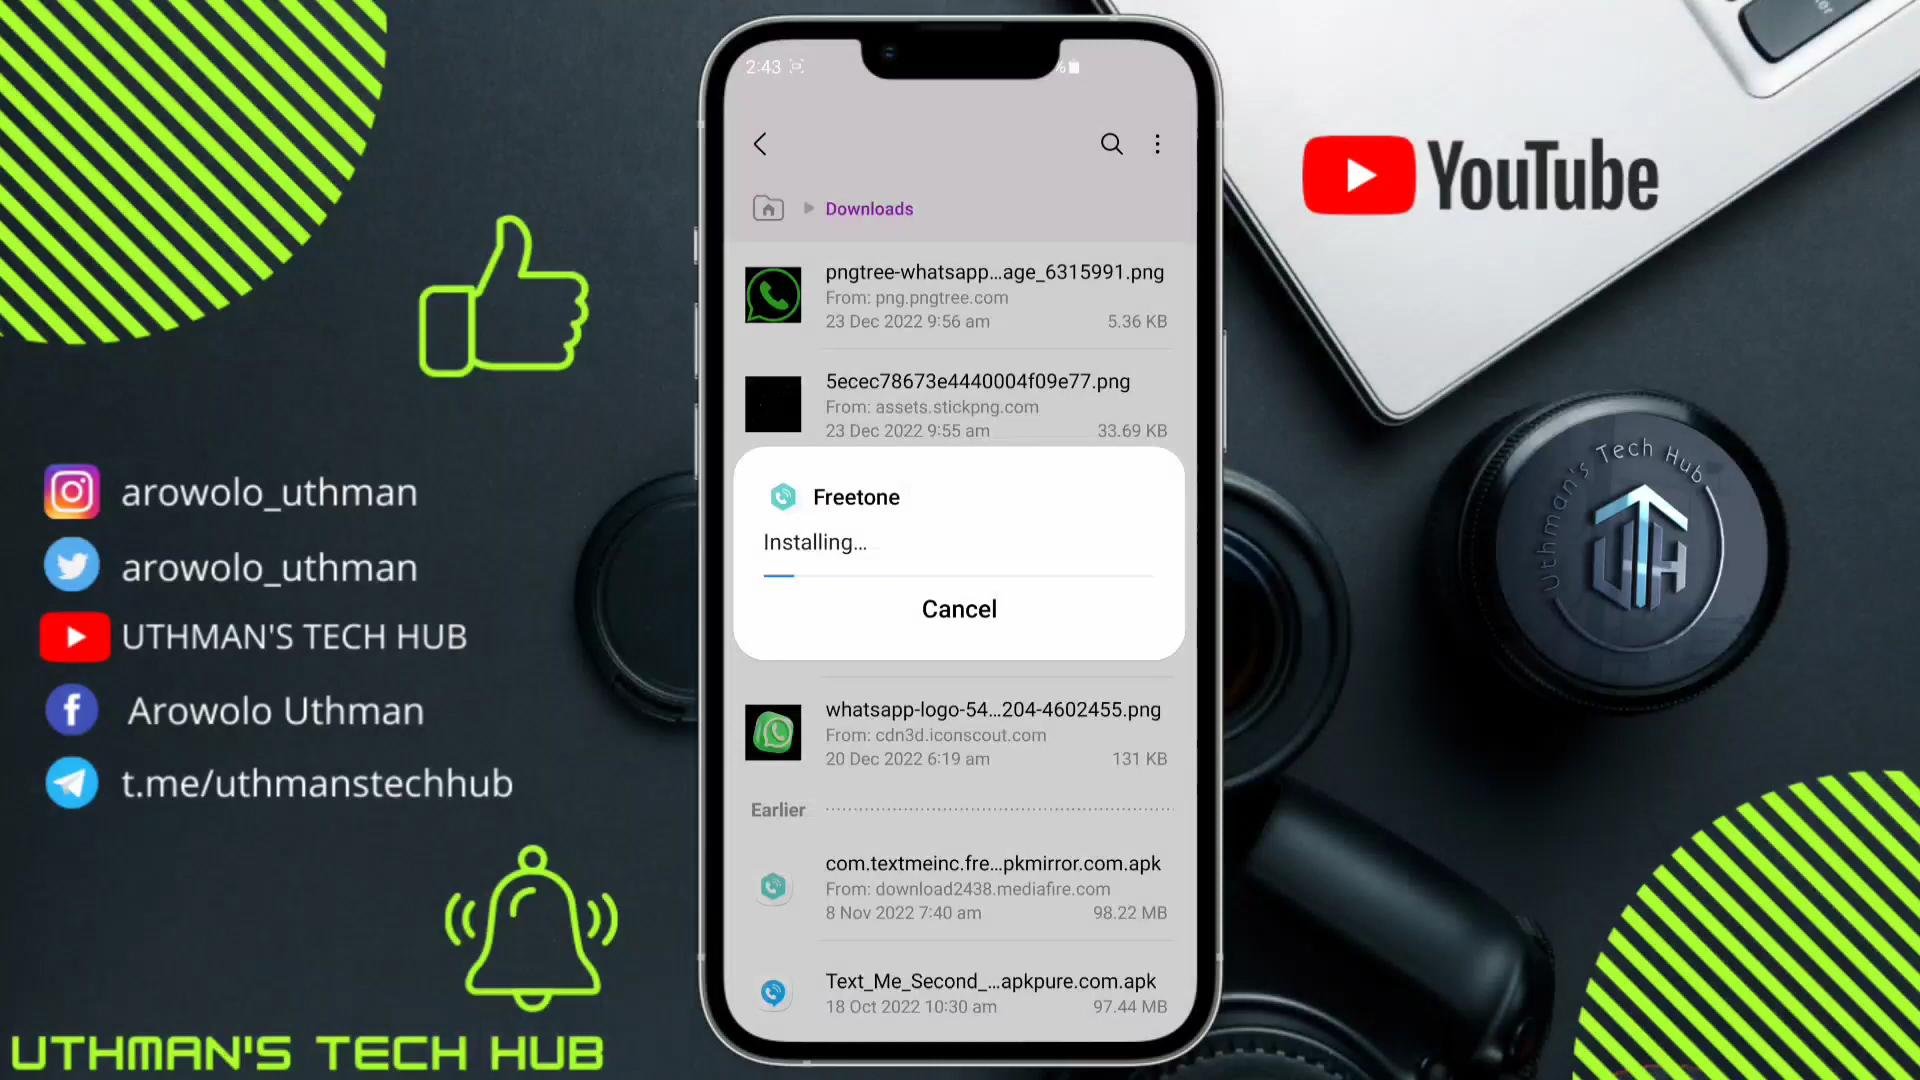 2:43
%
Downloads
pngtree-whatsapp...age_6315991.png
From: png.pngtree.com
23 Dec 2022 9:56 am 5.36 KB
5ecec78673e4440004f09e77.png
From: assets.stickpng.com
23 Dec 2022 9:55 am 33.69 KB
Freetone
Installing...
Cancel
whatsapp-logo-54...204-4602455.png
From: cdn3d.iconscout.com
20 Dec 2022 6:19 am 131 KB
Earlier
com.textmeinc.fre...pkmirror.com.apk
From: download2438.mediafire.com
8 Nov 2022 7:40 am 98.22 MB
Text_Me_Second_...apkpure.com.apk
18 Oct 2022 10:30 am 97.44 MB
arowolo_uthman
arowolo_uthman
UTHMAN'S TECH HUB
Arowolo Uthman
t.me/uthmanstechhub
UTHMAN'S TECH HUB
YouTube
Uthman's Tech Hub
UTH